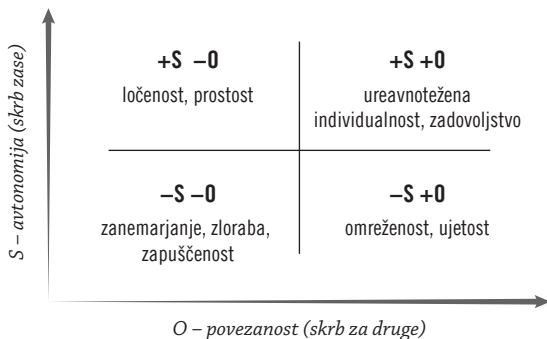 S – avtonomija (skrb zase)
+S –O
ločenost, prostost
+S +O
ureavnotežena
individualnost, zadovoljstvo
–S –O
zanemarjanje, zloraba,
zapuščenost
–S +O
omreženost, ujetost
O – povezanost (skrb za druge)